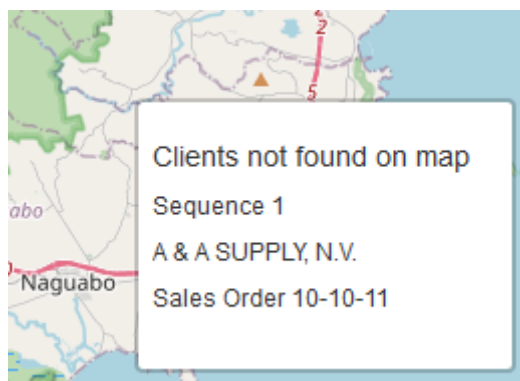 2
5
Clients not found on map
Sequence 1
abo
A & A SUPPLY, N.V.
Naguabo
Sales Order 10-10-11